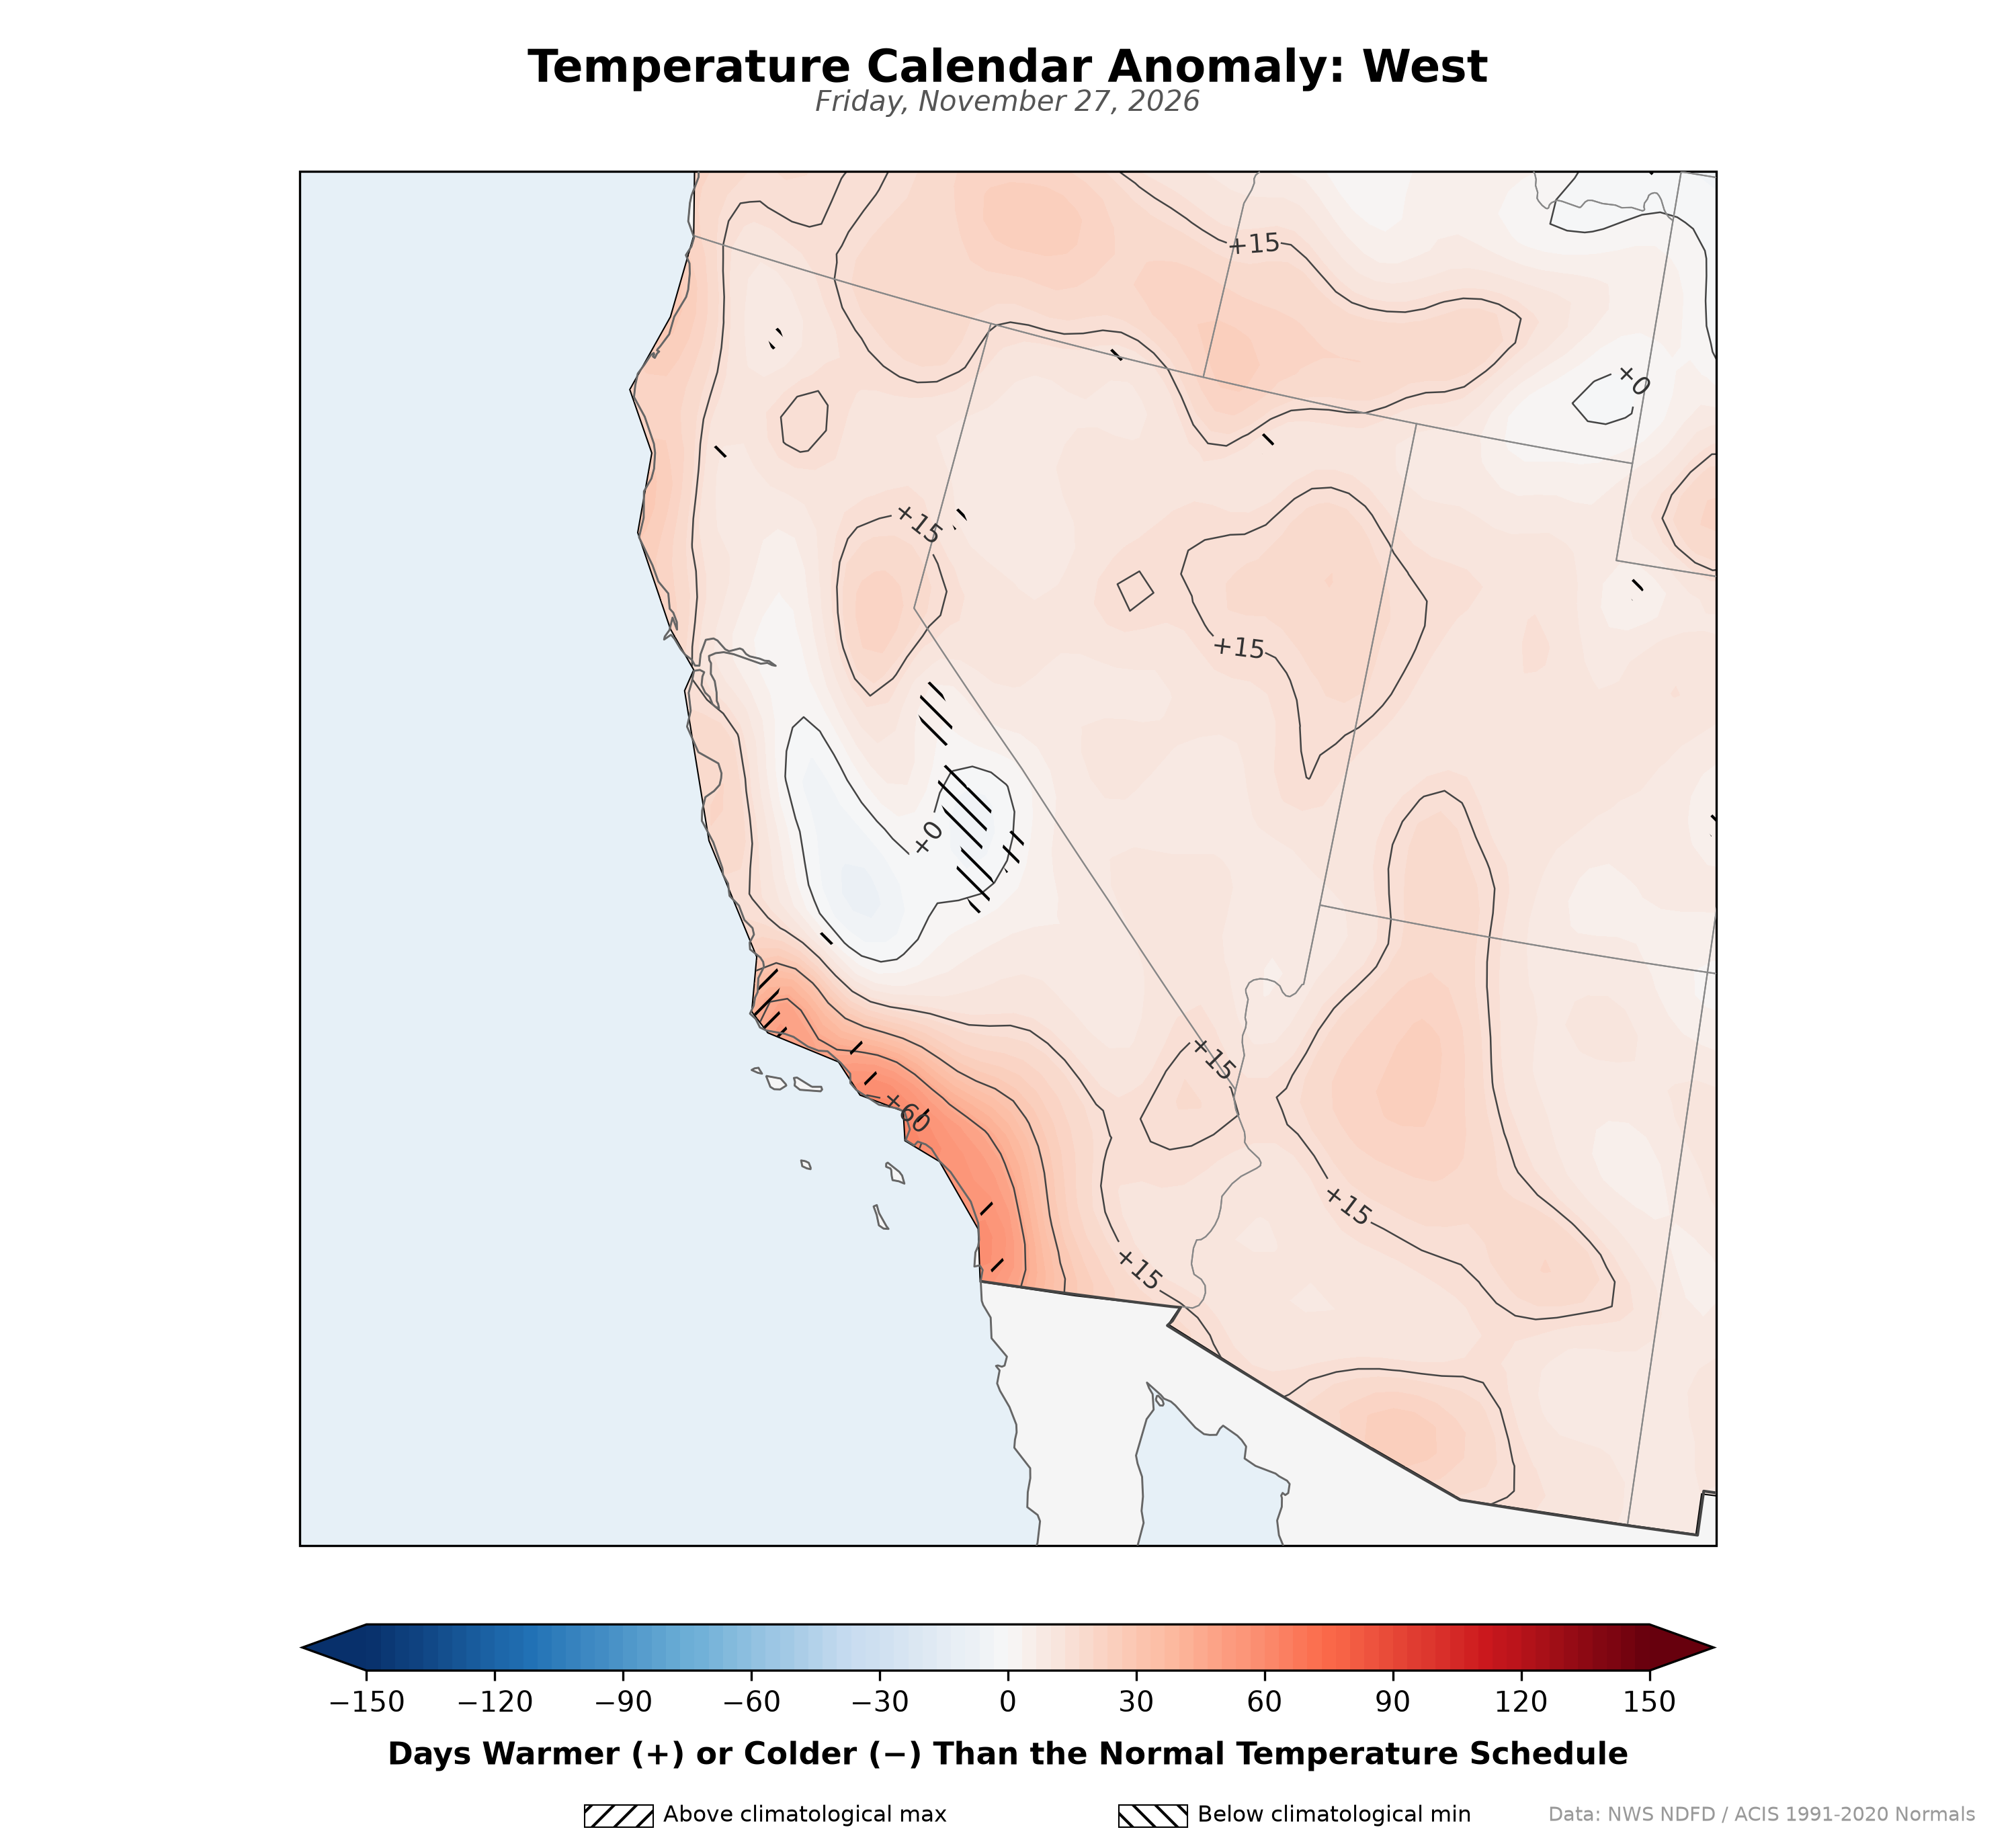 Temperature Calendar Anomaly: West
Friday, November 27, 2026
+15
+0
+15
+15
+0
+15
+60
+15
+15
−150 −120 −90 −60 −30 0 30 60 90 120 150
Days Warmer (+) or Colder (−) Than the Normal Temperature Schedule
Above climatological max Below climatological min Data: NWS NDFD / ACIS 1991-2020 Normals